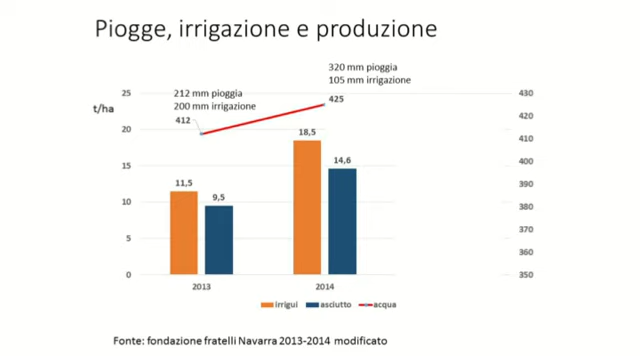 Piogge, irrigazione e produzione
320 mm pioggia
105 mm irrigazione
212 mm pioggia
200 mm irrigazione
t/ha
25
20
15
10
5
0
412
425
11,5
9,5
18,5
14,6
430
420
410
400
390
380
370
360
350
2013
2014
irrigui
asciutto
acqua
Fonte: fondazione fratelli Navarra 2013-2014 modificato